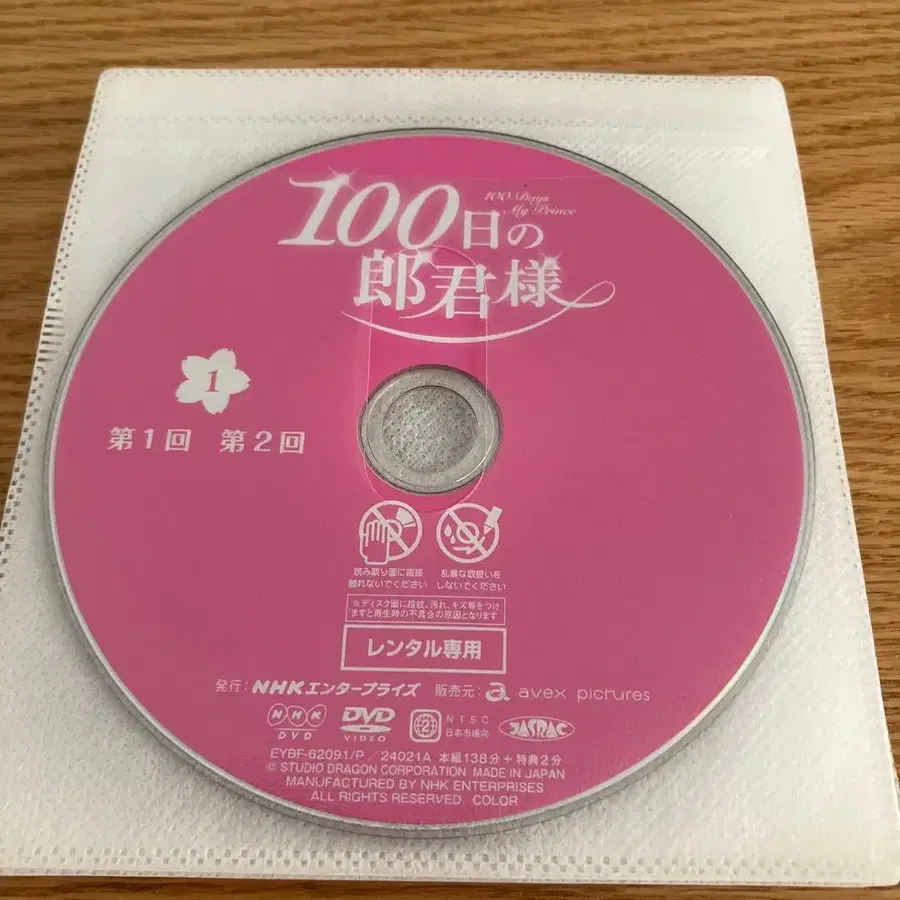 100日の
100 Days
My Prince
郎君様
1
第1回 第2回
読み取り面に直接
触れないでください
乱暴な取扱いを
しないでください
※ディスク面に指紋、汚れ、キズ等をつけ
ますと再生時の不具合の原因となります
レンタル専用
発行:NHKエンタープライズ 販売元:a avex pictures
NHK
DVD
DVD
VIDEO
2
NTSC
日本市場向
JASRAC
EYBF-62091/P / 24021A 本編138分+特典2分
© STUDIO DRAGON CORPORATION MADE IN JAPAN
MANUFACTURED BY NHK ENTERPRISES
ALL RIGHTS RESERVED. COLOR